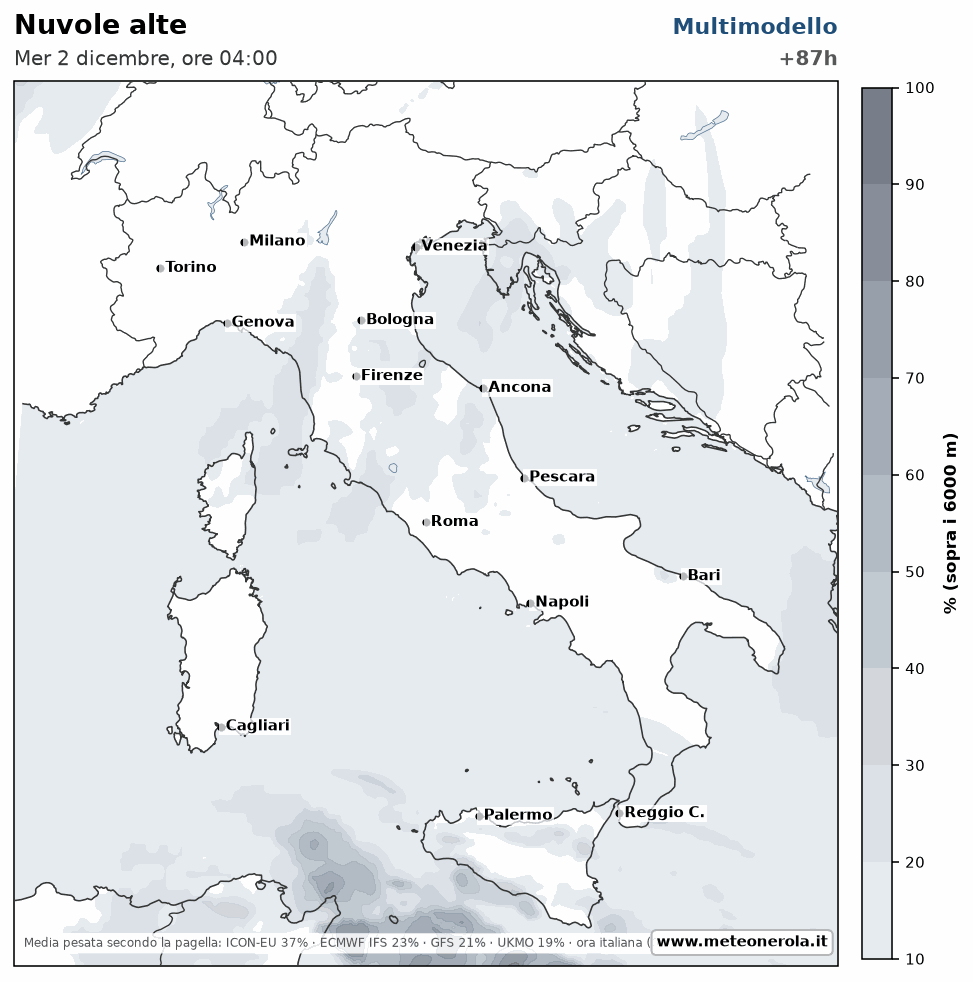 Nuvole alte
Multimodello
Mer 2 dicembre, ore 04:00
+87h
100
90
80
70
60
50
40
30
20
10
% (sopra i 6000 m)
Milano
Venezia
Torino
Genova
Bologna
Firenze
Ancona
Pescara
Roma
Bari
Napoli
Cagliari
Palermo
Reggio C.
Media pesata secondo la pagella: ICON-EU 37% · ECMWF IFS 23% · GFS 21% · UKMO 19% · ora italiana (
www.meteonerola.it